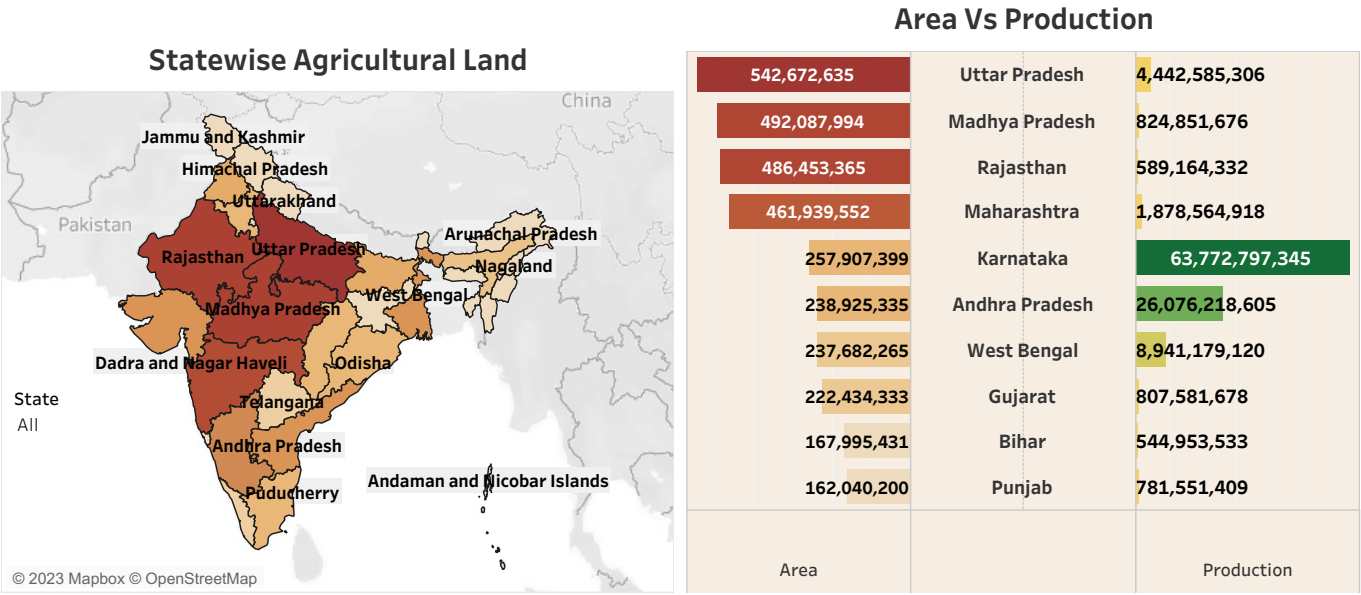 Statewise Agricultural Land
China
Jammu and Kashmir
Himachal Pradesh
Uttarakhand
Pakistan
Arunachal Pradesh
Uttar Pradesh
Rajasthan
Nagaland
West Bengal
Madhya Pradesh
Dadra and Nagar Haveli
Odisha
State
All
Telangana
Andhra Pradesh
Andaman and Nicobar Islands
Puducherry
© 2023 Mapbox © OpenStreetMap
Area Vs Production
542,672,635 Uttar Pradesh 4,442,585,306
492,087,994 Madhya Pradesh 824,851,676
486,453,365 Rajasthan 589,164,332
461,939,552 Maharashtra 1,878,564,918
257,907,399 Karnataka 63,772,797,345
238,925,335 Andhra Pradesh 26,076,218,605
237,682,265 West Bengal 8,941,179,120
222,434,333 Gujarat 807,581,678
167,995,431 Bihar 544,953,533
162,040,200 Punjab 781,551,409
Area Production